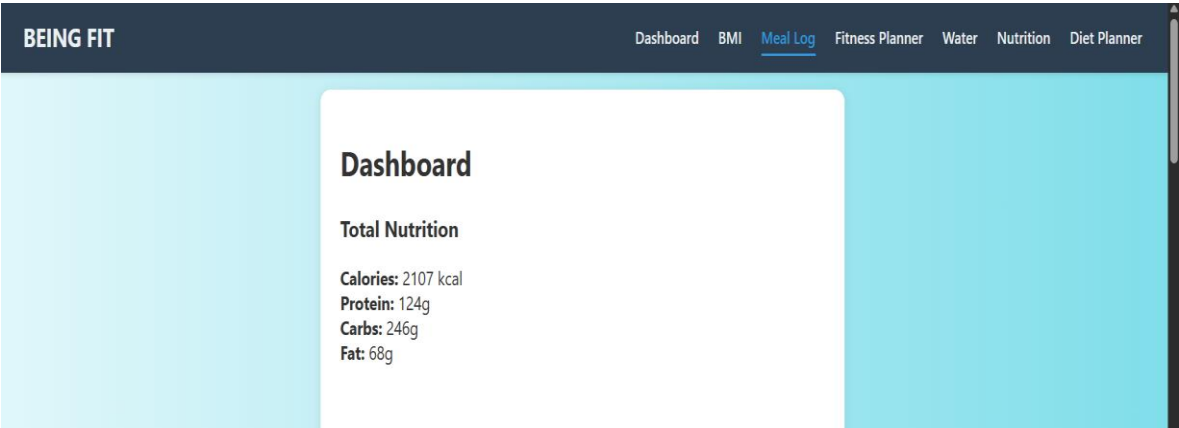 BEING FIT
Dashboard BMI Meal Log Fitness Planner Water Nutrition Diet Planner
Dashboard
Total Nutrition
Calories: 2107 kcal
Protein: 124g
Carbs: 246g
Fat: 68g